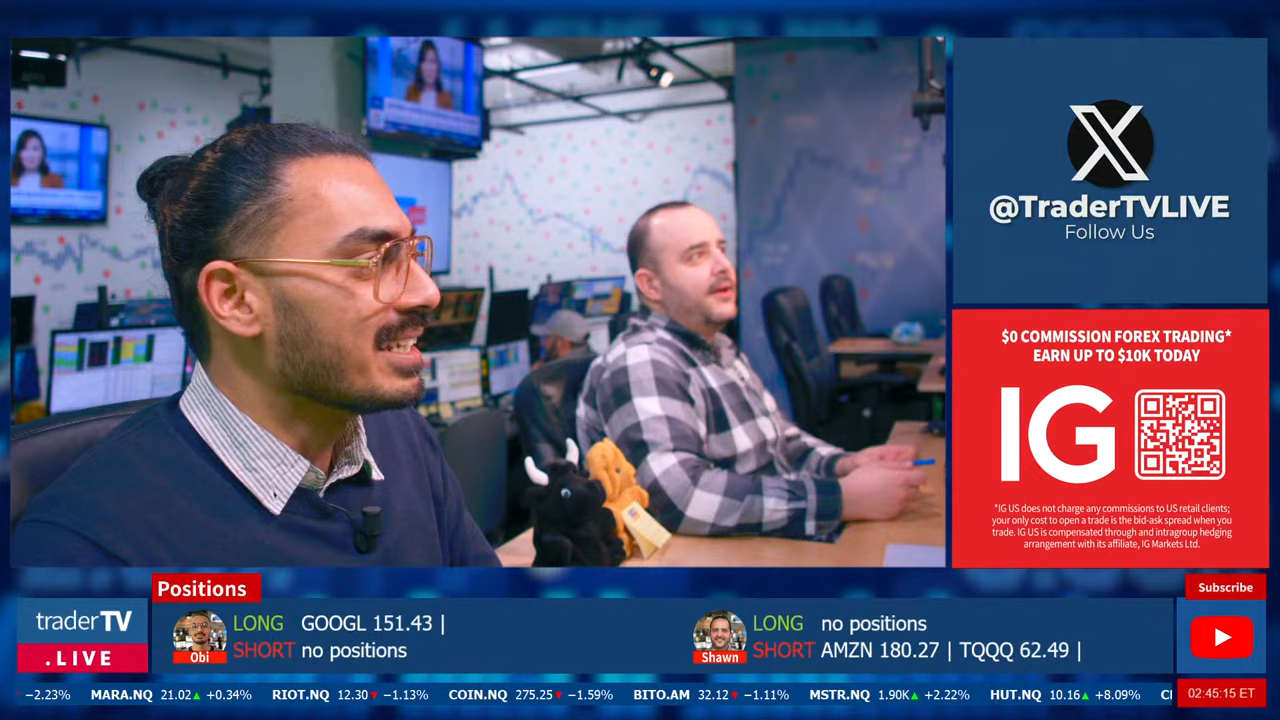 @TraderTVLIVE
Follow Us
$0 COMMISSION FOREX TRADING*
EARN UP TO $10K TODAY
IG
*IG US does not charge any commissions to US retail clients;
your only cost to open a trade is the bid-ask spread when you
trade. IG US is compensated through and intragroup hedging
arrangement with its affiliate, IG Markets Ltd.
Positions
Subscribe
traderTV
.LIVE
Obi
LONG GOOGL 151.43 |
SHORT no positions
Shawn
LONG no positions
SHORT AMZN 180.27 | TQQQ 62.49 |
−2.23% MARA.NQ 21.02▲ +0.34% RIOT.NQ 12.30▼ −1.13% COIN.NQ 275.25▼ −1.59% BITO.AM 32.12▼ −1.11% MSTR.NQ 1.90K▲ +2.22% HUT.NQ 10.16▲ +8.09%
02:45:15 ET